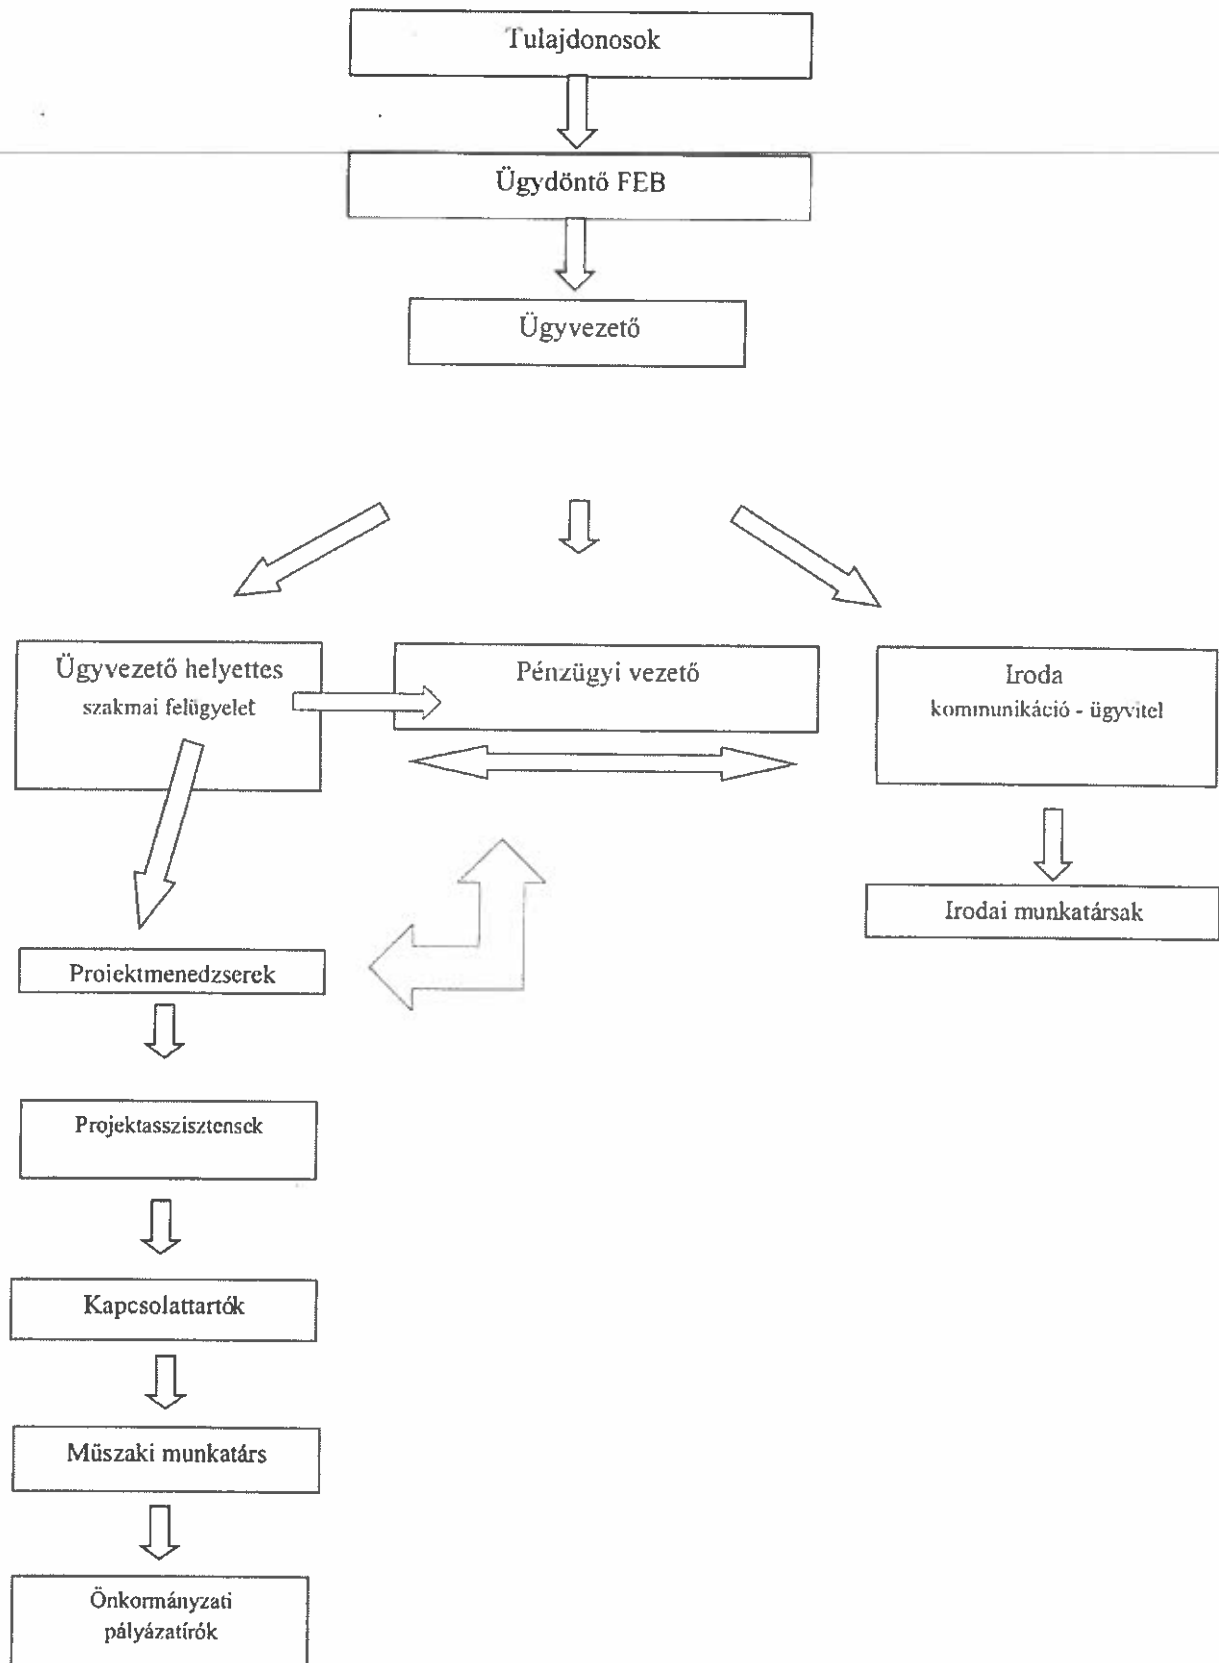 Tulajdonosok
Ügydöntő FEB
Ügyvezető
Ügyvezető helyettes
szakmai felügyelet
Pénzügyi vezető
Iroda
kommunikáció - ügyvitel
Irodai munkatársak
Projektmenedzserek
Projektasszisztensek
Kapcsolattartók
Műszaki munkatárs
Önkormányzati
pályázatírók